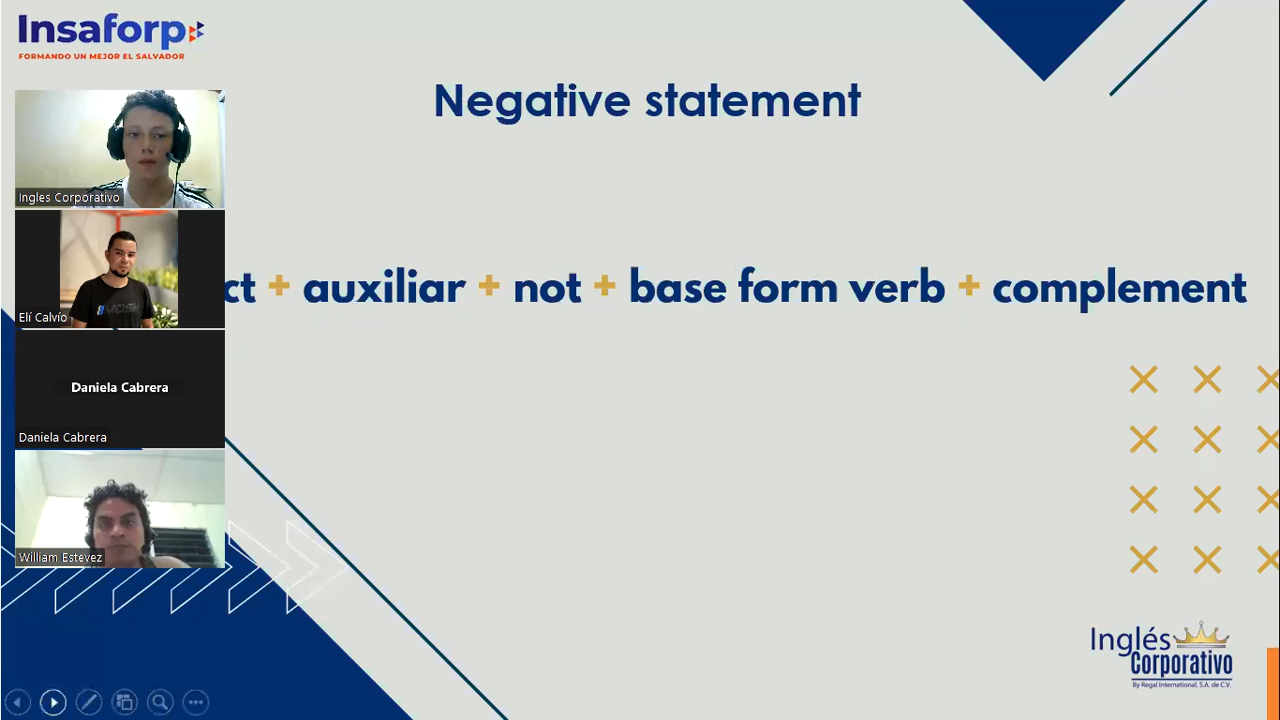 Insaforp
FORMANDO UN MEJOR EL SALVADOR
Negative statement
Ingles Corporativo
ct + auxiliar + not + base form verb + complement
Elí Calvío
Daniela Cabrera
Daniela Cabrera
William Estevez
Inglés
Corporativo
By Regal International, S.A. de C.V.